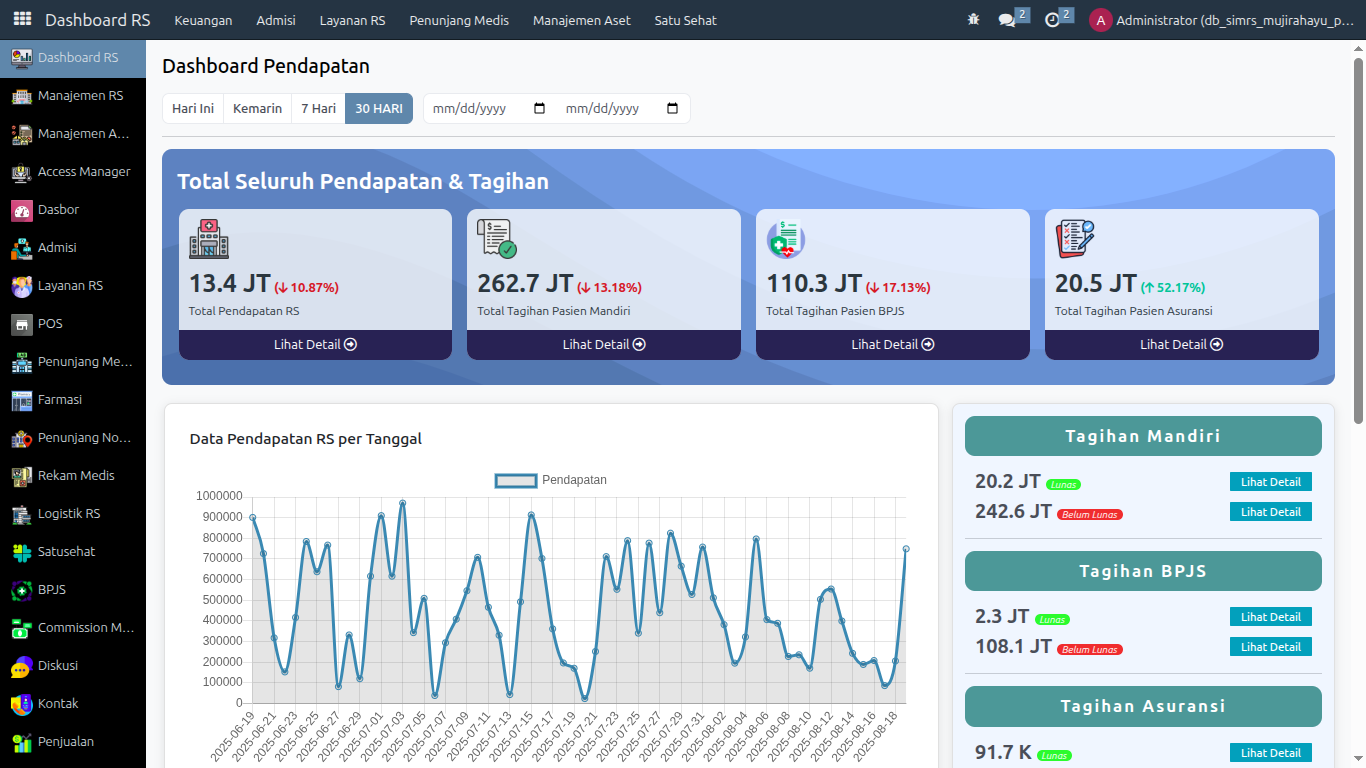 Dashboard RS Keuangan Admisi Layanan RS Penunjang Medis Manajemen Aset Satu Sehat 2 2 A Administrator (db_simrs_mujirahayu_p...
Dashboard RS
Manajemen RS
Manajemen A...
Access Manager
Dasbor
Admisi
Layanan RS
POS
Penunjang Me...
Farmasi
Penunjang No...
Rekam Medis
Logistik RS
Satusehat
BPJS
Commission M...
Diskusi
Kontak
Penjualan
Dashboard Pendapatan
Hari Ini Kemarin 7 Hari 30 HARI mm/dd/yyyy mm/dd/yyyy
Total Seluruh Pendapatan & Tagihan
13.4 JT (↓ 10.87%)
Total Pendapatan RS
Lihat Detail
262.7 JT (↓ 13.18%)
Total Tagihan Pasien Mandiri
Lihat Detail
110.3 JT (↓ 17.13%)
Total Tagihan Pasien BPJS
Lihat Detail
20.5 JT (↑ 52.17%)
Total Tagihan Pasien Asuransi
Lihat Detail
Data Pendapatan RS per Tanggal
Pendapatan
1000000
900000
800000
700000
600000
500000
400000
300000
200000
100000
0
2025-06-19 2025-06-21 2025-06-23 2025-06-25 2025-06-27 2025-06-29 2025-07-01 2025-07-03 2025-07-05 2025-07-07 2025-07-09 2025-07-11 2025-07-13 2025-07-15 2025-07-17 2025-07-19 2025-07-21 2025-07-23 2025-07-25 2025-07-27 2025-07-29 2025-07-31 2025-08-02 2025-08-04 2025-08-06 2025-08-08 2025-08-10 2025-08-12 2025-08-14 2025-08-16 2025-08-18
Tagihan Mandiri
20.2 JT Lunas Lihat Detail
242.6 JT Belum Lunas Lihat Detail
Tagihan BPJS
2.3 JT Lunas Lihat Detail
108.1 JT Belum Lunas Lihat Detail
Tagihan Asuransi
91.7 K Lunas Lihat Detail